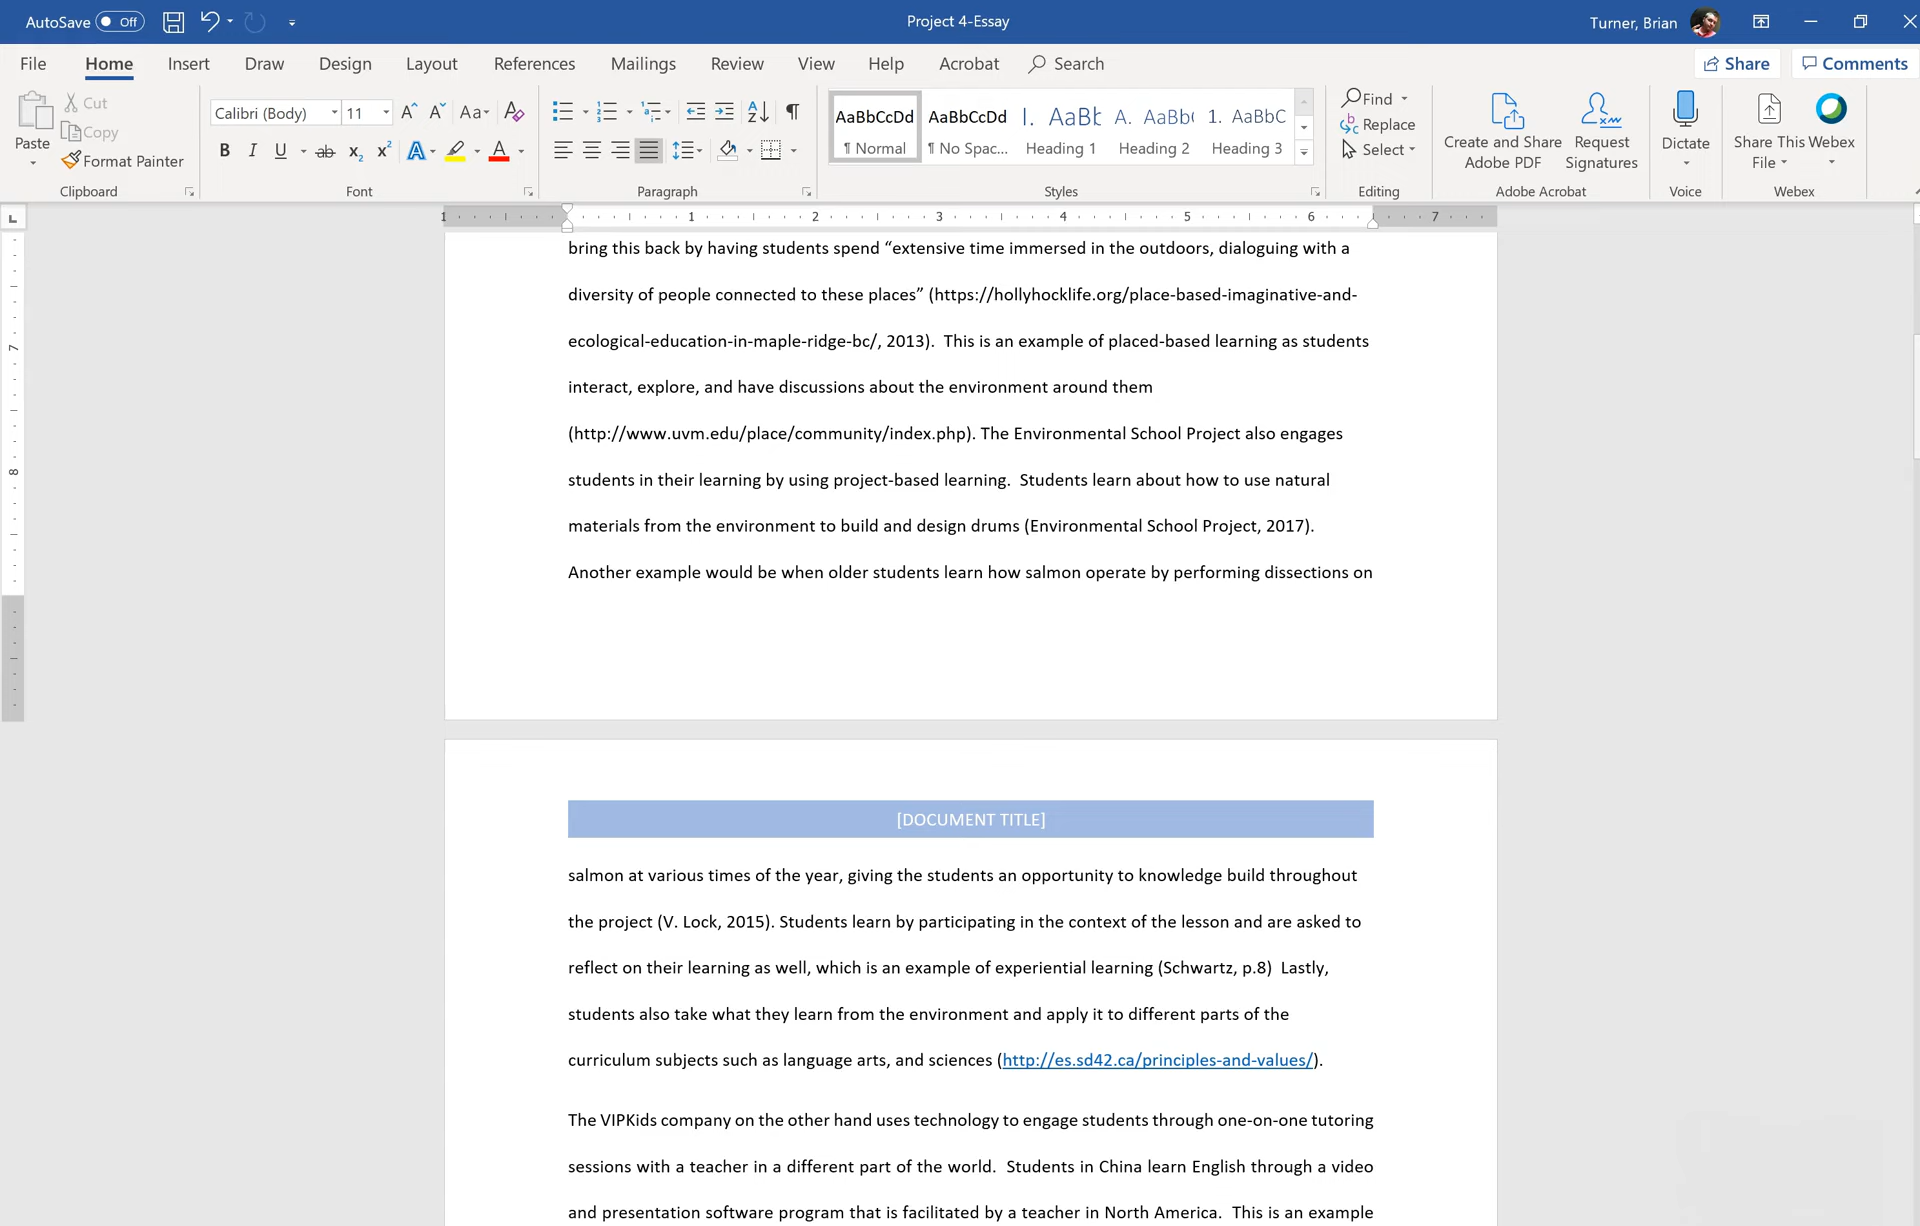 AutoSave Off
Project 4-Essay
Turner, Brian
File Home Insert Draw Design Layout References Mailings Review View Help Acrobat Search Share Comments
Paste Cut
Copy
Format Painter
Clipboard
Calibri (Body) 11
Font
Paragraph
AaBbCcDd AaBbCcDd I. AaBb A. AaBb( 1. AaBbC
¶ Normal ¶ No Spac... Heading 1 Heading 2 Heading 3
Styles
Find
Replace
Select
Editing
Create and Share
Adobe PDF
Request
Signatures
Adobe Acrobat
Dictate
Voice
Share This
File
Webex
Webex
1 1 2 3 4 5 6 7
7
8
bring this back by having students spend “extensive time immersed in the outdoors, dialoguing with a
diversity of people connected to these places” (https://hollyhocklife.org/place-based-imaginative-and-
ecological-education-in-maple-ridge-bc/, 2013).  This is an example of placed-based learning as students
interact, explore, and have discussions about the environment around them
(http://www.uvm.edu/place/community/index.php). The Environmental School Project also engages
students in their learning by using project-based learning.  Students learn about how to use natural
materials from the environment to build and design drums (Environmental School Project, 2017).
Another example would be when older students learn how salmon operate by performing dissections on
[DOCUMENT TITLE]
salmon at various times of the year, giving the students an opportunity to knowledge build throughout
the project (V. Lock, 2015). Students learn by participating in the context of the lesson and are asked to
reflect on their learning as well, which is an example of experiential learning (Schwartz, p.8)  Lastly,
students also take what they learn from the environment and apply it to different parts of the
curriculum subjects such as language arts, and sciences (http://es.sd42.ca/principles-and-values/).
The VIPKids company on the other hand uses technology to engage students through one-on-one tutoring
sessions with a teacher in a different part of the world.  Students in China learn English through a video
and presentation software program that is facilitated by a teacher in North America.  This is an example